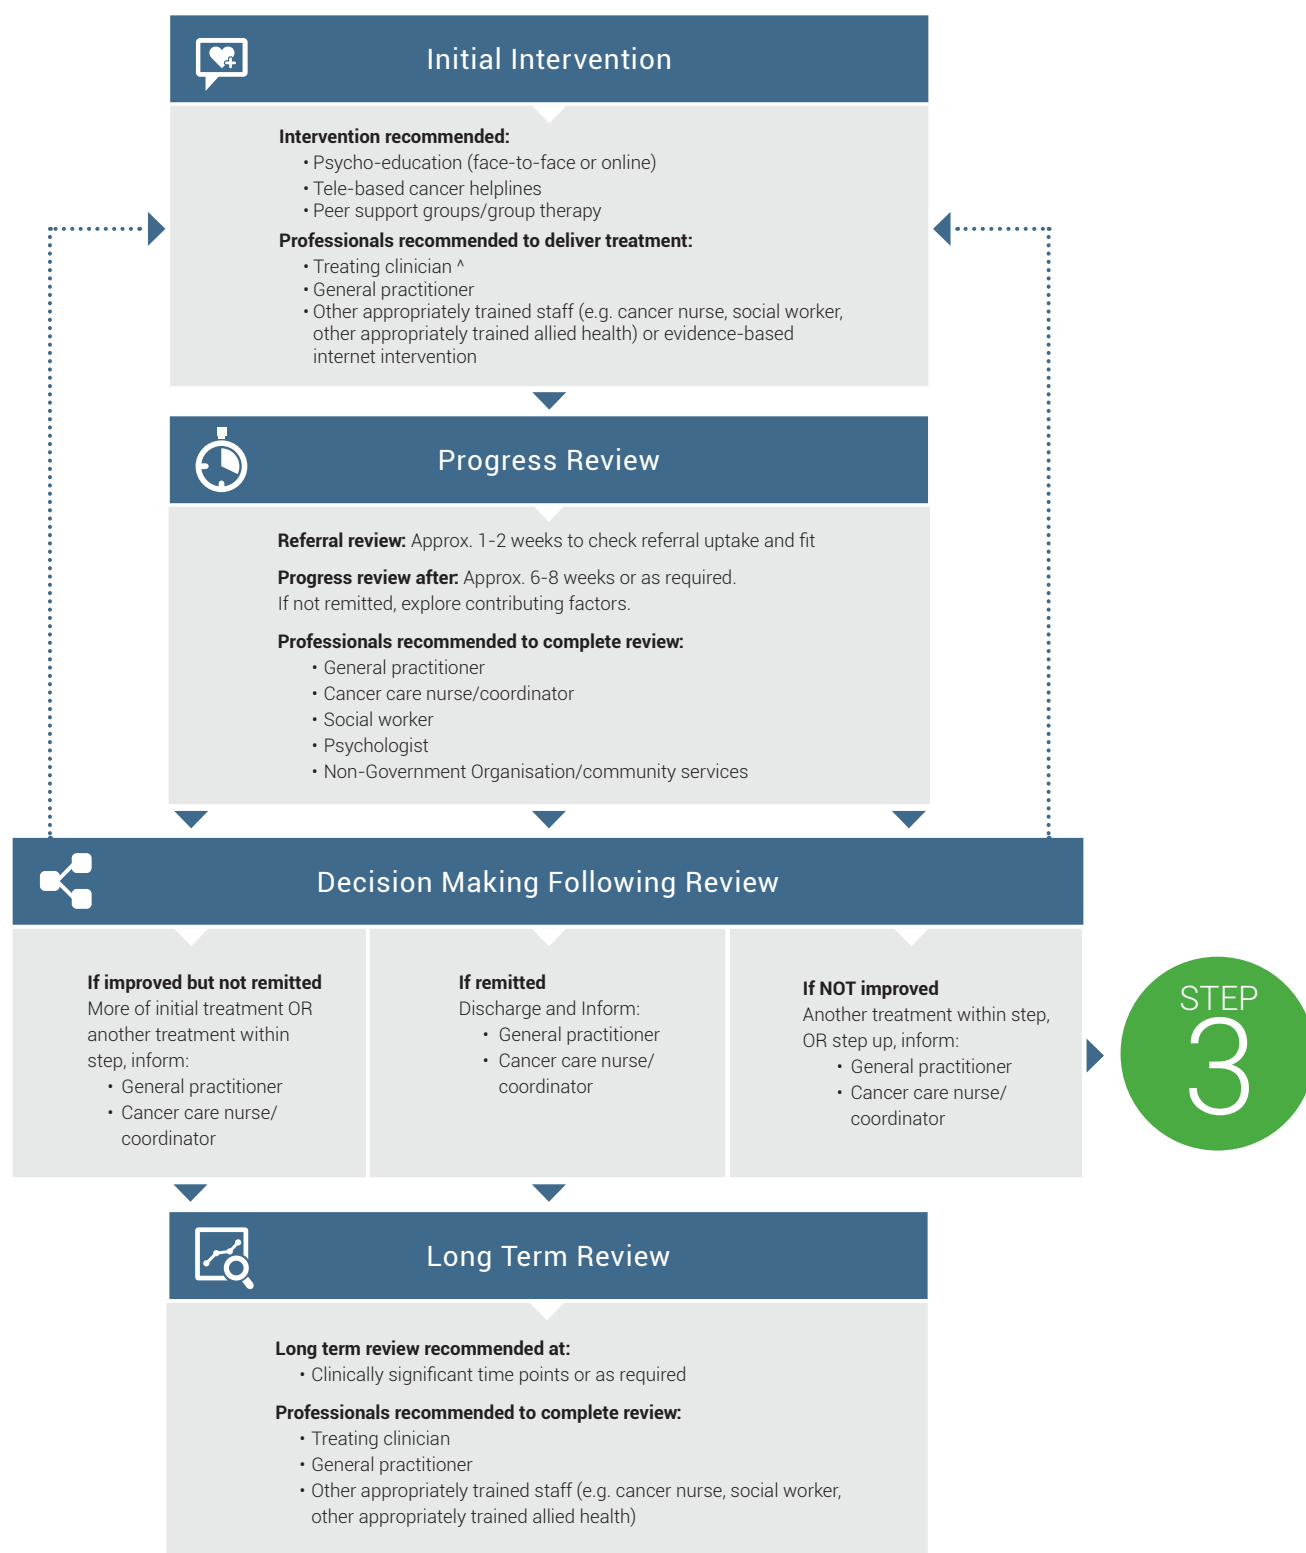 Initial Intervention
Intervention recommended:
• Psycho-education (face-to-face or online)
• Tele-based cancer helplines
• Peer support groups/group therapy
Professionals recommended to deliver treatment:
• Treating clinician ^
• General practitioner
• Other appropriately trained staff (e.g. cancer nurse, social worker,
other appropriately trained allied health) or evidence-based
internet intervention
Progress Review
Referral review: Approx. 1-2 weeks to check referral uptake and fit
Progress review after: Approx. 6-8 weeks or as required.
If not remitted, explore contributing factors.
Professionals recommended to complete review:
• General practitioner
• Cancer care nurse/coordinator
• Social worker
• Psychologist
• Non-Government Organisation/community services
Decision Making Following Review
If improved but not remitted
More of initial treatment OR
another treatment within
step, inform:
• General practitioner
• Cancer care nurse/
coordinator
If remitted
Discharge and Inform:
• General practitioner
• Cancer care nurse/
coordinator
If NOT improved
Another treatment within step,
OR step up, inform:
• General practitioner
• Cancer care nurse/
coordinator
STEP
3
Long Term Review
Long term review recommended at:
• Clinically significant time points or as required
Professionals recommended to complete review:
• Treating clinician
• General practitioner
• Other appropriately trained staff (e.g. cancer nurse, social worker,
other appropriately trained allied health)